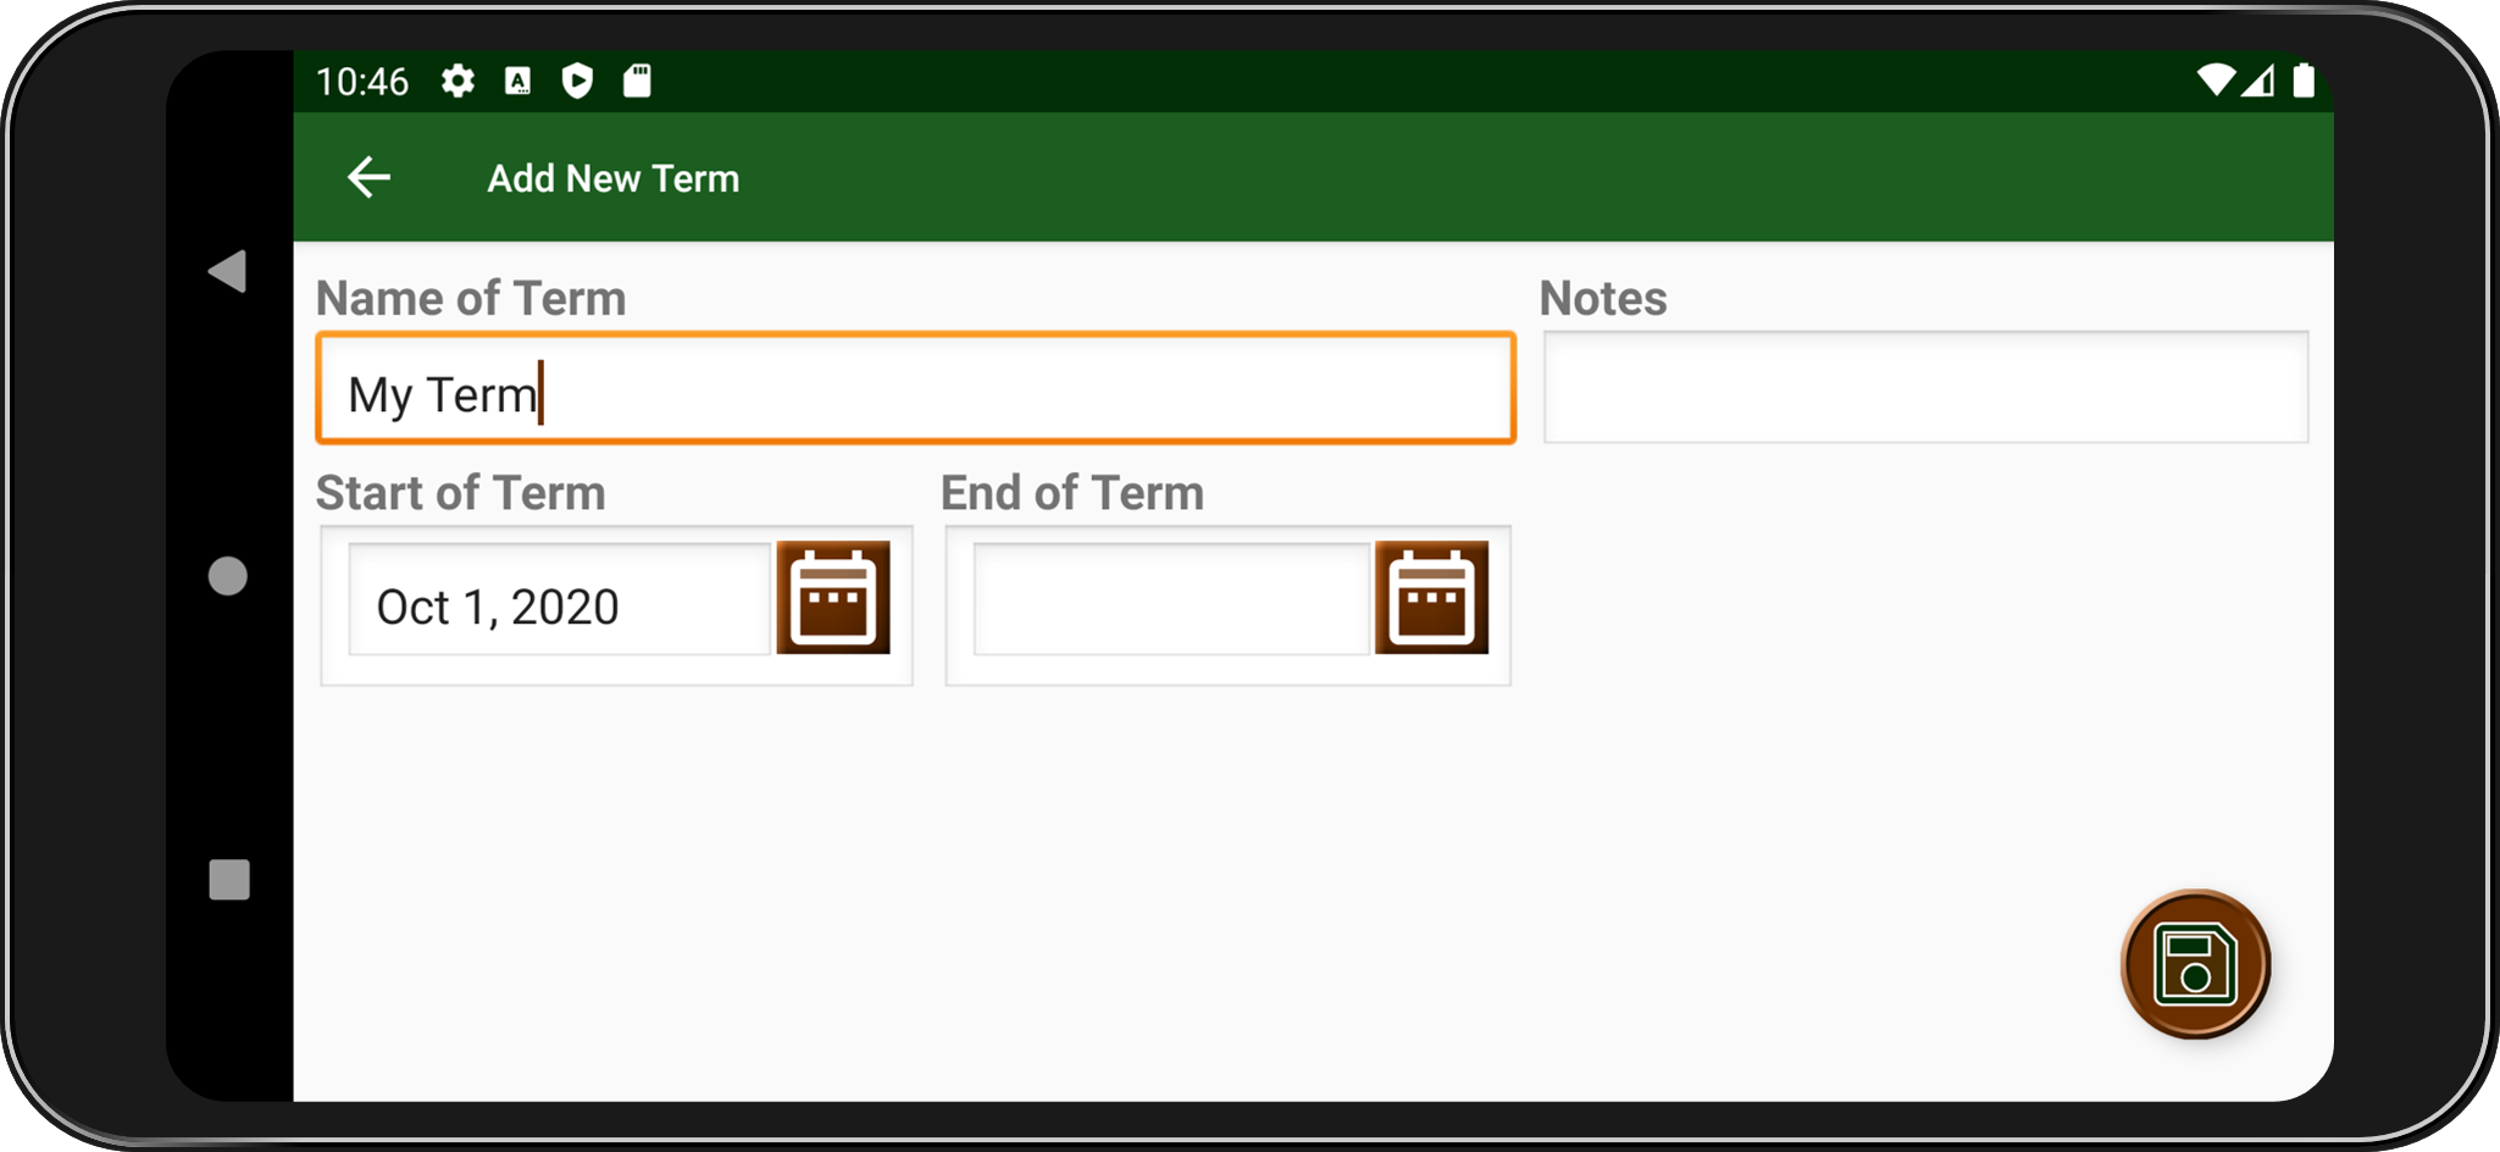 10:46
Add New Term
Name of Term
Notes
My Term
Start of Term
End of Term
Oct 1, 2020